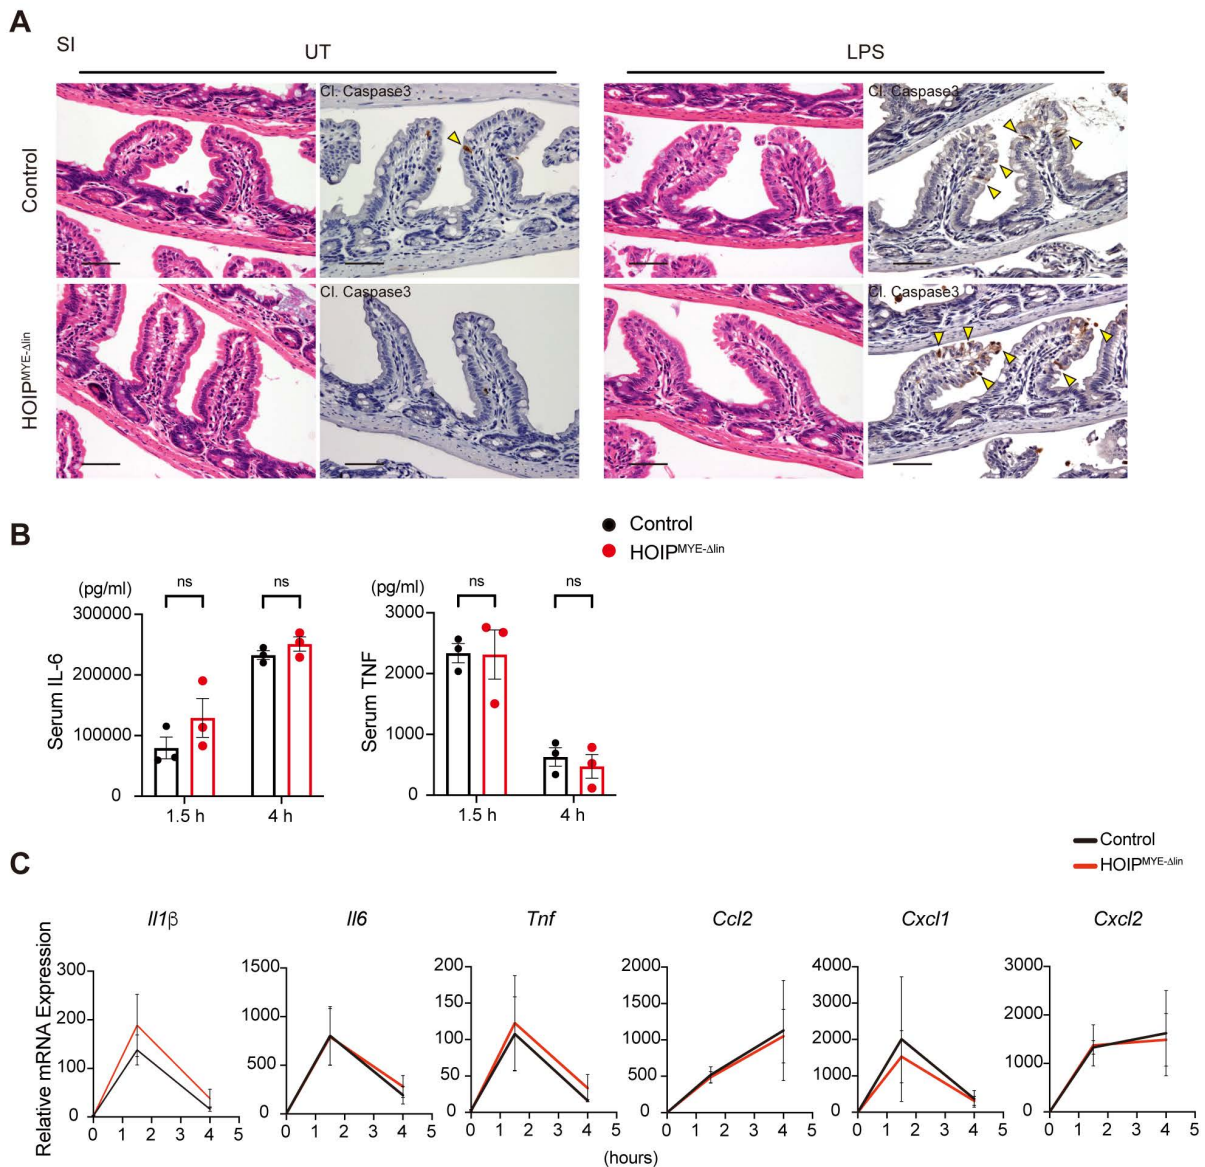 A
SI
UT
LPS
Control
Cl. Caspase3
Cl. Caspase3
HOIPMYE-Δlin
Cl. Caspase3
Cl. Caspase3
B
Control
HOIPMYE-Δlin
(pg/ml)
ns
ns
300000
200000
100000
0
Serum IL-6
1.5 h
4 h
(pg/ml)
ns
ns
3000
2000
1000
0
Serum TNF
1.5 h
4 h
Control
HOIPMYE-Δlin
C
Relative mRNA Expression
Il1β
300
200
100
0
0 1 2 3 4 5
Il6
1500
1000
500
0
0 1 2 3 4 5
Tnf
200
150
100
50
0
0 1 2 3 4 5
Ccl2
2000
1500
1000
500
0
0 1 2 3 4 5
Cxcl1
4000
3000
2000
1000
0
0 1 2 3 4 5
Cxcl2
3000
2000
1000
0
0 1 2 3 4 5
(hours)